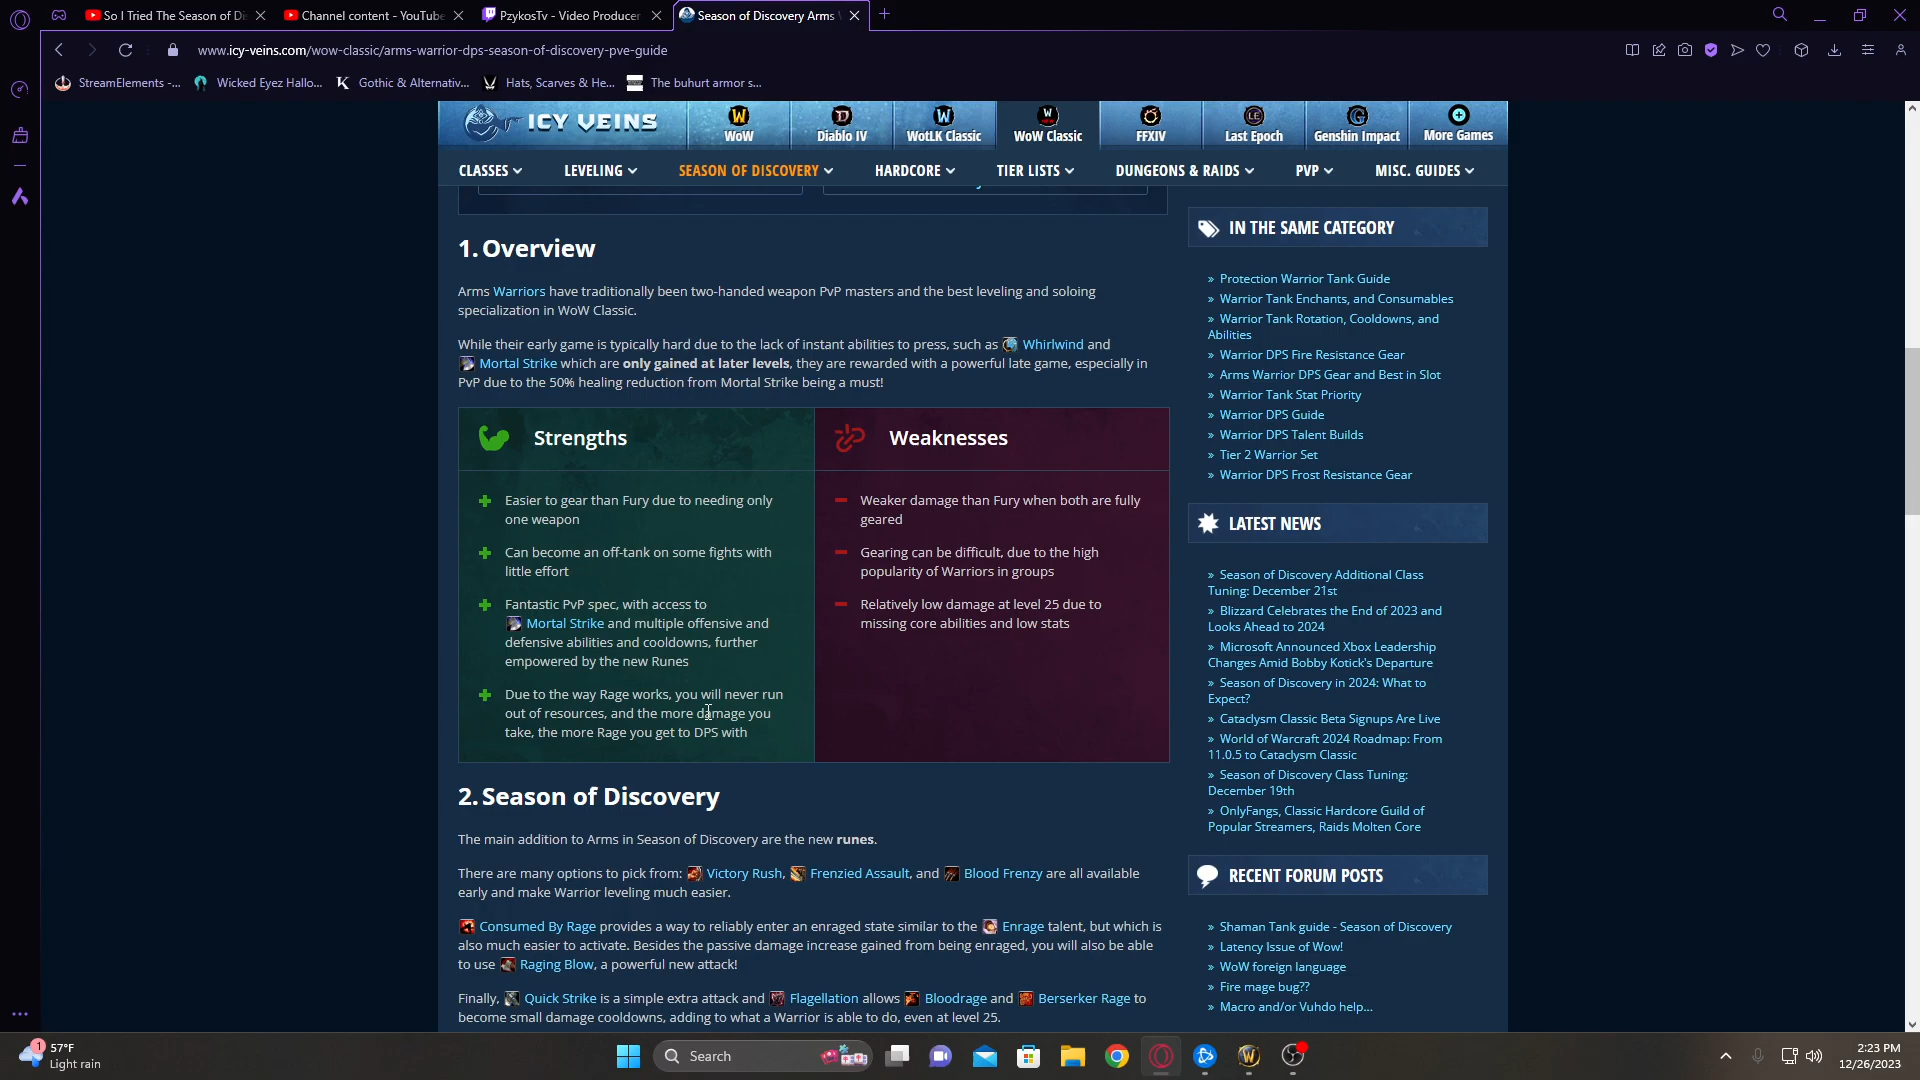 So I Tried The Season of Di
Channel content - YouTube
PzykosTv - Video Producer
Season of Discovery Arms
www.icy-veins.com/wow-classic/arms-warrior-dps-season-of-discovery-pve-guide
StreamElements -...
Wicked Eyez Hallo...
Gothic & Alternativ...
Hats, Scarves & He...
The buhurt armor s...
ICY VEINS
WoW
Diablo IV
WotLK Classic
WoW Classic
FFXIV
Last Epoch
Genshin Impact
More Games
CLASSES
LEVELING
SEASON OF DISCOVERY
HARDCORE
TIER LISTS
DUNGEONS & RAIDS
PVP
MISC. GUIDES
1. Overview
Arms Warriors have traditionally been two-handed weapon PvP masters and the best leveling and soloing
specialization in WoW Classic.
While their early game is typically hard due to the lack of instant abilities to press, such as Whirlwind and
Mortal Strike which are only gained at later levels, they are rewarded with a powerful late game, especially in
PvP due to the 50% healing reduction from Mortal Strike being a must!
Strengths
Easier to gear than Fury due to needing only
one weapon
Can become an off-tank on some fights with
little effort
Fantastic PvP spec, with access to
Mortal Strike and multiple offensive and
defensive abilities and cooldowns, further
empowered by the new Runes
Due to the way Rage works, you will never run
out of resources, and the more damage you
take, the more Rage you get to DPS with
Weaknesses
Weaker damage than Fury when both are fully
geared
Gearing can be difficult, due to the high
popularity of Warriors in groups
Relatively low damage at level 25 due to
missing core abilities and low stats
2. Season of Discovery
The main addition to Arms in Season of Discovery are the new runes.
There are many options to pick from: Victory Rush, Frenzied Assault, and Blood Frenzy are all available
early and make Warrior leveling much easier.
Consumed By Rage provides a way to reliably enter an enraged state similar to the Enrage talent, but which is
also much easier to activate. Besides the passive damage increase gained from being enraged, you will also be able
to use Raging Blow, a powerful new attack!
Finally, Quick Strike is a simple extra attack and Flagellation allows Bloodrage and Berserker Rage to
become small damage cooldowns, adding to what a Warrior is able to do, even at level 25.
IN THE SAME CATEGORY
» Protection Warrior Tank Guide
» Warrior Tank Enchants, and Consumables
» Warrior Tank Rotation, Cooldowns, and
Abilities
» Warrior DPS Fire Resistance Gear
» Arms Warrior DPS Gear and Best in Slot
» Warrior Tank Stat Priority
» Warrior DPS Guide
» Warrior DPS Talent Builds
» Tier 2 Warrior Set
» Warrior DPS Frost Resistance Gear
LATEST NEWS
» Season of Discovery Additional Class
Tuning: December 21st
» Blizzard Celebrates the End of 2023 and
Looks Ahead to 2024
» Microsoft Announced Xbox Leadership
Changes Amid Bobby Kotick's Departure
» Season of Discovery in 2024: What to
Expect?
» Cataclysm Classic Beta Signups Are Live
» World of Warcraft 2024 Roadmap: From
11.0.5 to Cataclysm Classic
» Season of Discovery Class Tuning:
December 19th
» OnlyFangs, Classic Hardcore Guild of
Popular Streamers, Raids Molten Core
RECENT FORUM POSTS
» Shaman Tank guide - Season of Discovery
» Latency Issue of Wow!
» WoW foreign language
» Fire mage bug??
» Macro and/or Vuhdo help...
1
57°F
Light rain
Search
2:23 PM
12/26/2023